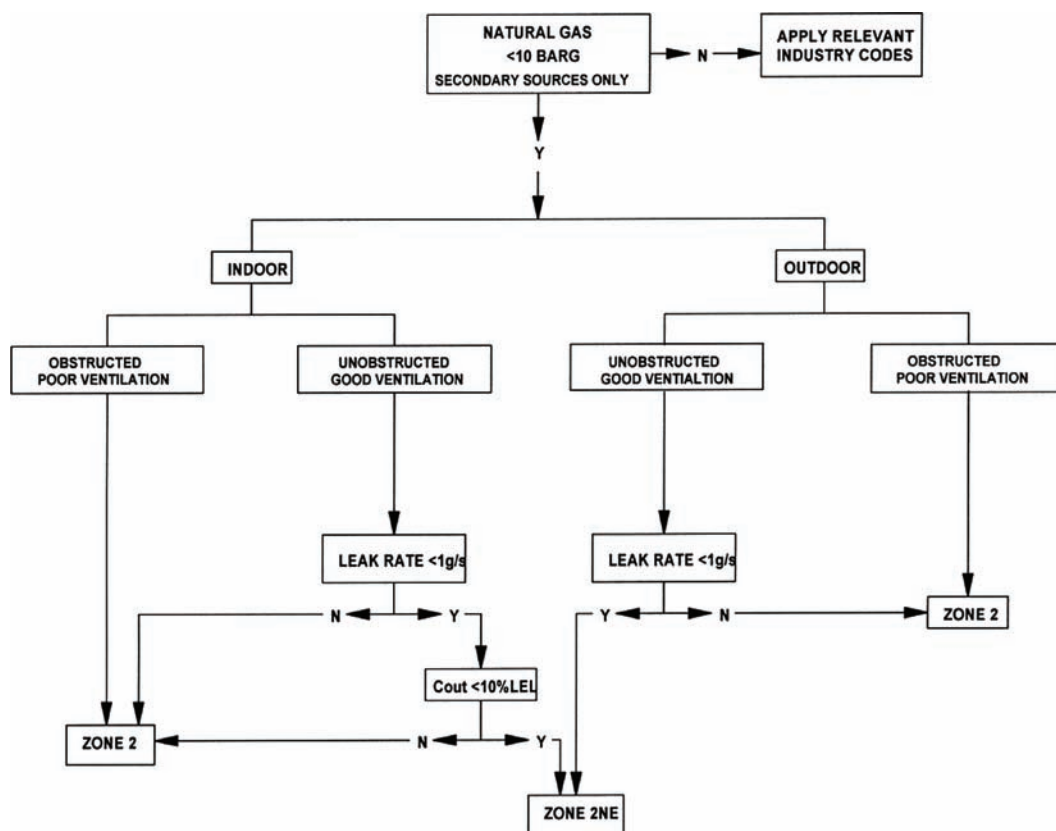 NATURAL GAS
<10 BARG
SECONDARY SOURCES ONLY
N
APPLY RELEVANT
INDUSTRY CODES
Y
INDOOR
OUTDOOR
OBSTRUCTED
POOR VENTILATION
UNOBSTRUCTED
GOOD VENTILATION
UNOBSTRUCTED
GOOD VENTIALTION
OBSTRUCTED
POOR VENTILATION
LEAK RATE <1g/s
LEAK RATE <1g/s
N
Y
Y
N
ZONE 2
Cout <10%LEL
ZONE 2
N
Y
ZONE 2NE